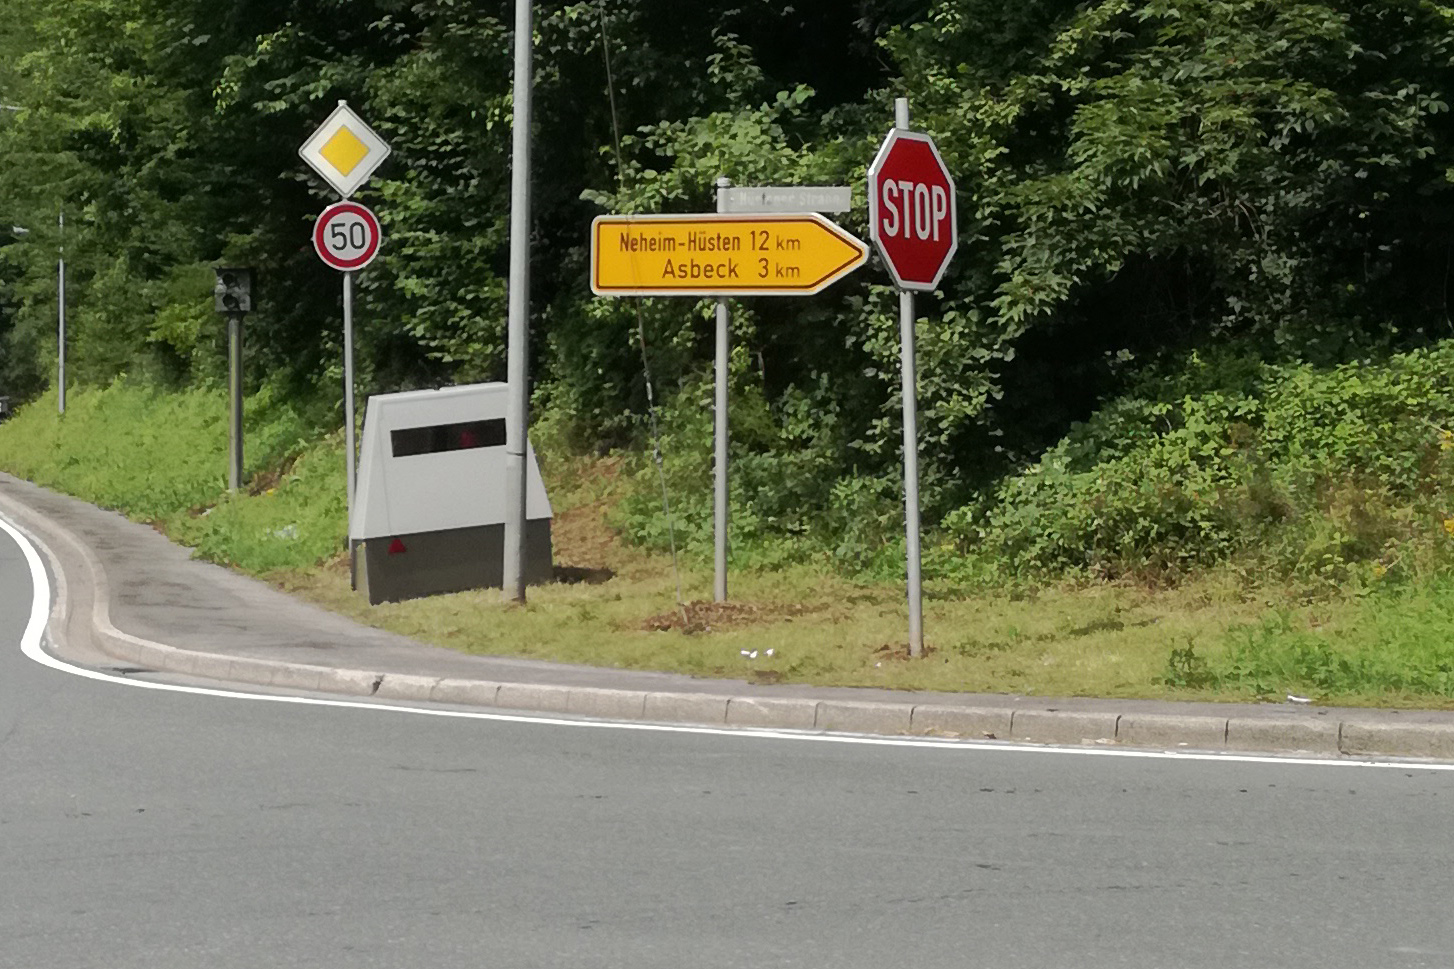 50
Neheim-Hüsten 12 km
Asbeck 3 km
STOP